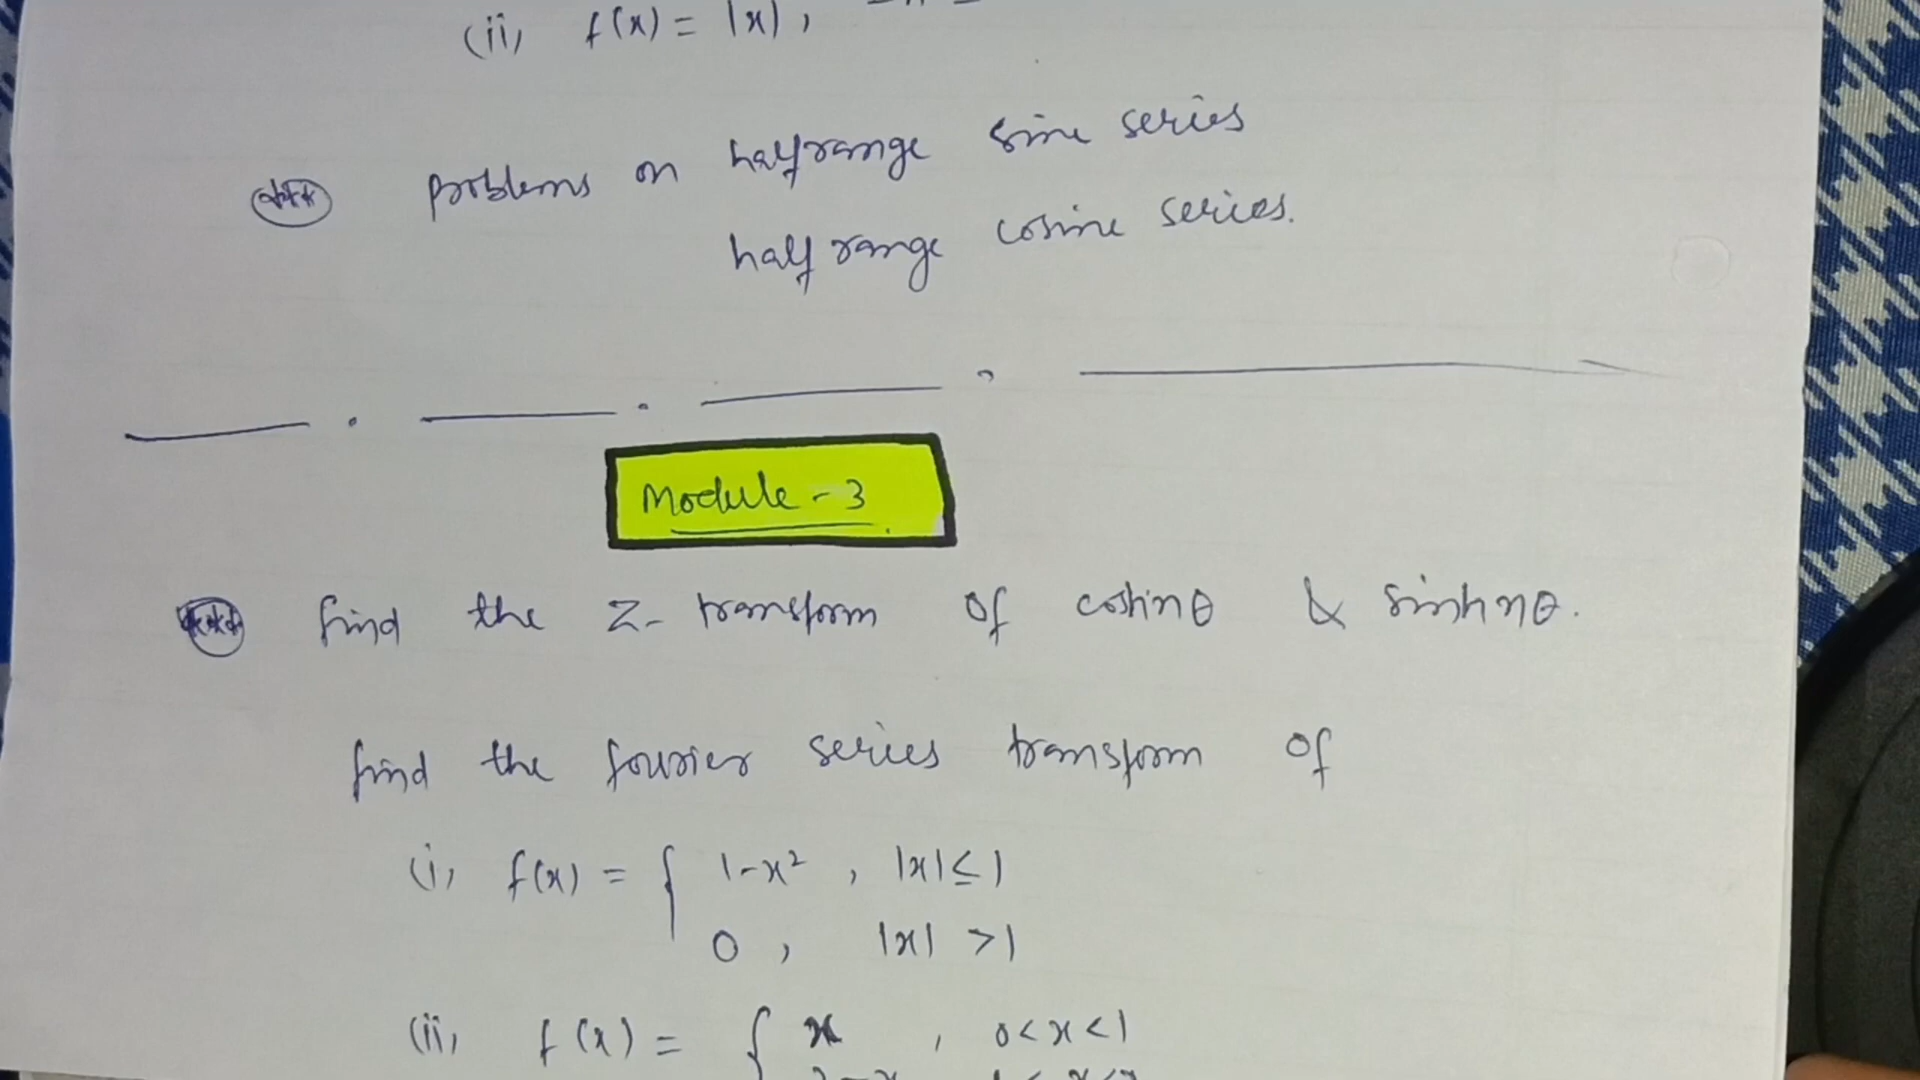 (ii) f(x) = |x|,
*** problems on halfrange sine series
half range cosine series.
Module - 3
*** find the Z- transform of coshnθ & sinhnθ.
find the fourier series transform of
(i) f(x) = { 1-x² , |x| ≤ 1
0 , |x| > 1
(ii) f(x) = { x , 0<x<1